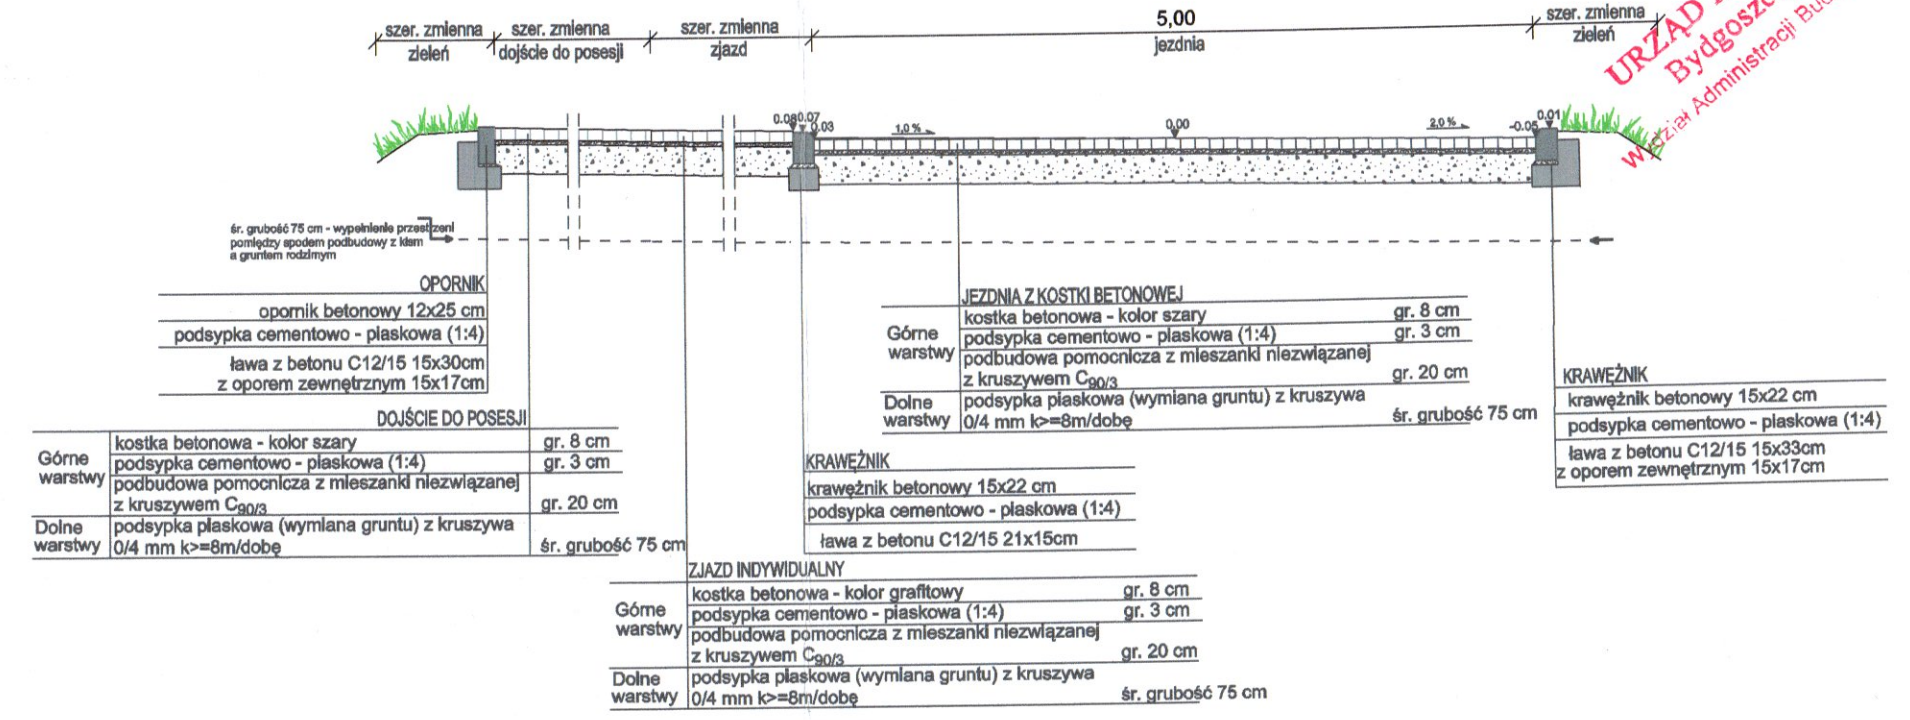 szer. zmienna
zieleń
szer. zmienna
dojście do posesji
szer. zmienna
zjazd
5,00
jezdnia
szer. zmienna
zieleń
URZĄD
Wydział Administracji
0.08 0.07
0.03
1,0 %
0,00
2,0 %
-0.05
0.01
śr. grubość 75 cm - wypełnienie przestrzeni
pomiędzy spodem podbudowy z kłsm
a gruntem rodzimym
OPORNIK
opornik betonowy 12x25 cm
podsypka cementowo - piaskowa (1:4)
ława z betonu C12/15 15x30cm
z oporem zewnętrznym 15x17cm
DOJŚCIE DO POSESJI
Górne warstwy
kostka betonowa - kolor szary gr. 8 cm
podsypka cementowo - piaskowa (1:4) gr. 3 cm
podbudowa pomocnicza z mieszanki niezwiązanej
z kruszywem C90/3 gr. 20 cm
Dolne warstwy
podsypka piaskowa (wymiana gruntu) z kruszywa
0/4 mm k>=8m/dobę śr. grubość 75 cm
JEZDNIA Z KOSTKI BETONOWEJ
Górne warstwy
kostka betonowa - kolor szary gr. 8 cm
podsypka cementowo - piaskowa (1:4) gr. 3 cm
podbudowa pomocnicza z mieszanki niezwiązanej
z kruszywem C90/3 gr. 20 cm
Dolne warstwy
podsypka piaskowa (wymiana gruntu) z kruszywa
0/4 mm k>=8m/dobę śr. grubość 75 cm
KRAWĘŻNIK
krawężnik betonowy 15x22 cm
podsypka cementowo - piaskowa (1:4)
ława z betonu C12/15 15x33cm
z oporem zewnętrznym 15x17cm
KRAWĘŻNIK
krawężnik betonowy 15x22 cm
podsypka cementowo - piaskowa (1:4)
ława z betonu C12/15 21x15cm
ZJAZD INDYWIDUALNY
Górne warstwy
kostka betonowa - kolor grafitowy gr. 8 cm
podsypka cementowo - piaskowa (1:4) gr. 3 cm
podbudowa pomocnicza z mieszanki niezwiązanej
z kruszywem C90/3 gr. 20 cm
Dolne warstwy
podsypka piaskowa (wymiana gruntu) z kruszywa
0/4 mm k>=8m/dobę śr. grubość 75 cm